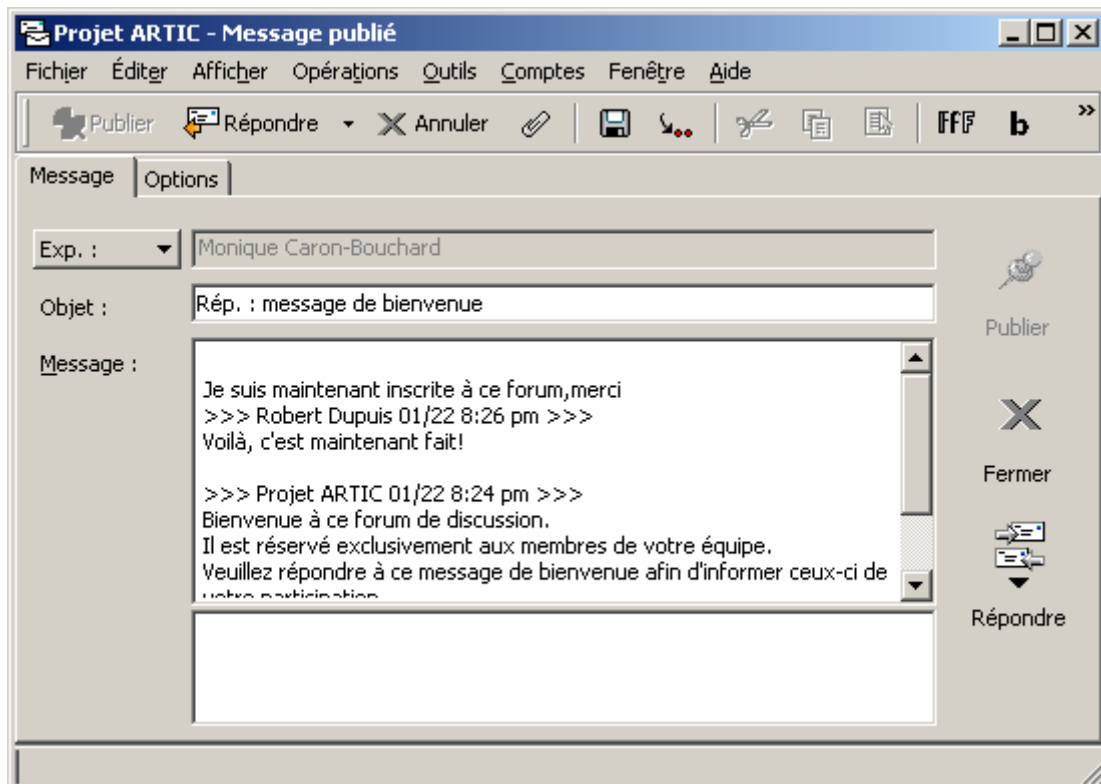 Projet ARTIC - Message publié
Fichier Éditer Afficher Opérations Outils Comptes Fenêtre Aide
Publier Répondre Annuler FfF b »
Message Options
Exp. : Monique Caron-Bouchard
Objet : Rép. : message de bienvenue
Publier
Message :
Je suis maintenant inscrite à ce forum,merci
>>> Robert Dupuis 01/22 8:26 pm >>>
Voilà, c'est maintenant fait!
>>> Projet ARTIC 01/22 8:24 pm >>>
Bienvenue à ce forum de discussion.
Il est réservé exclusivement aux membres de votre équipe.
Veuillez répondre à ce message de bienvenue afin d'informer ceux-ci de
votre participation
Fermer
Répondre